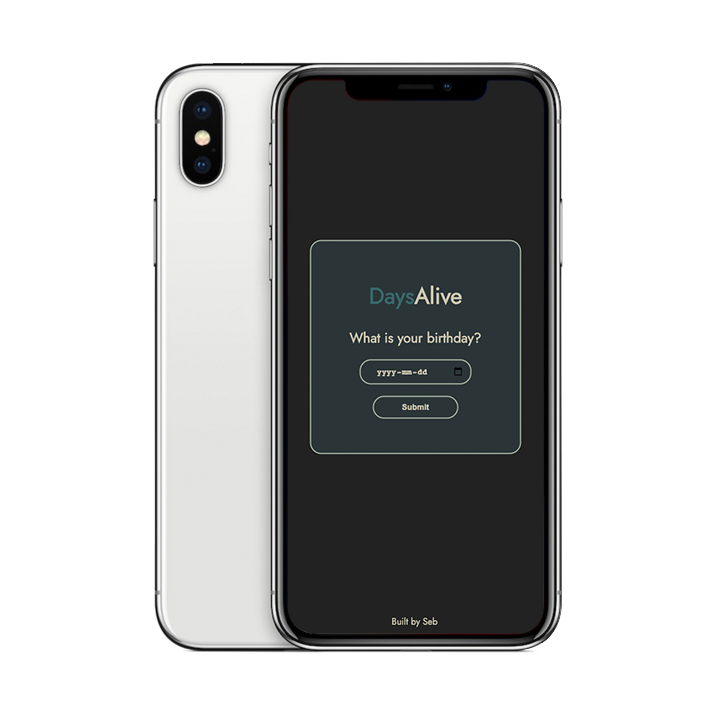 DaysAlive
What is your birthday?
yyyy-mm-dd
Submit
Built by Seb